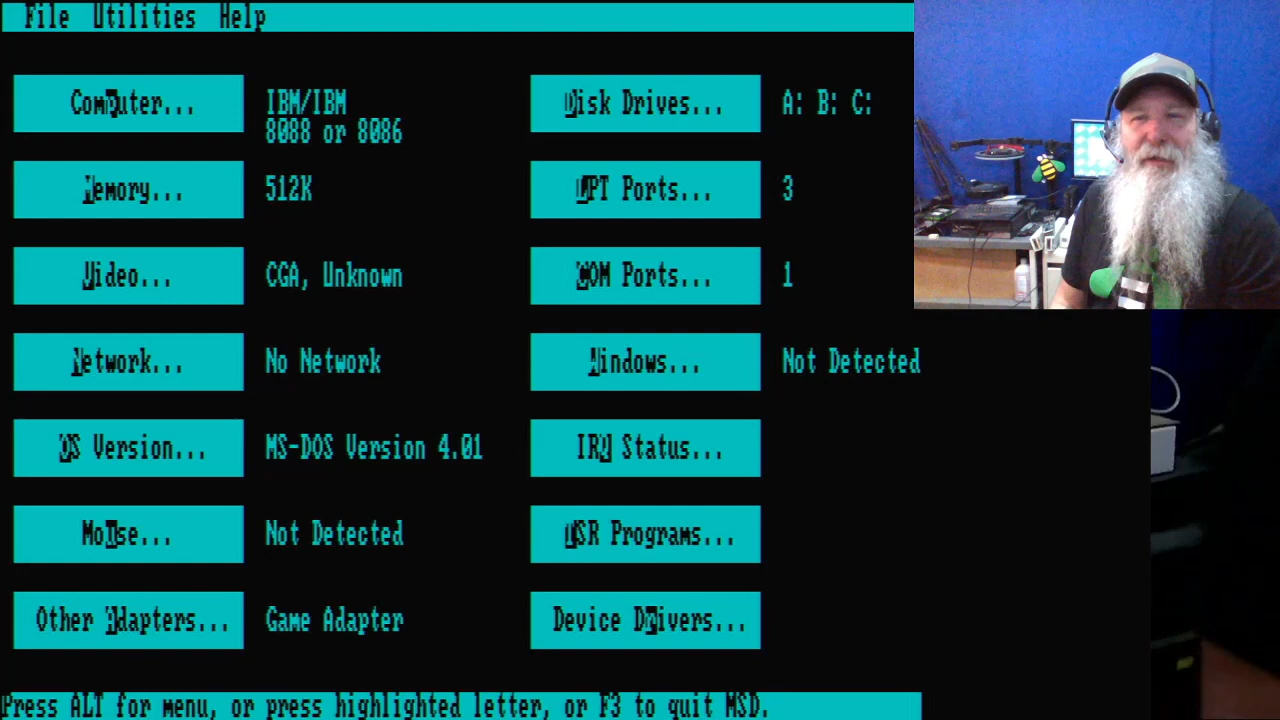 File Utilities Help
Computer... IBM/IBM Disk Drives... A: B: C:
8088 or 8086
Memory... 512K LPT Ports... 3
Video... CGA, Unknown COM Ports... 1
Network... No Network Windows... Not Detected
OS Version... MS-DOS Version 4.01 IRQ Status...
Mouse... Not Detected TSR Programs...
Other Adapters... Game Adapter Device Drivers...
Press ALT for menu, or press highlighted letter, or F3 to quit MSD.